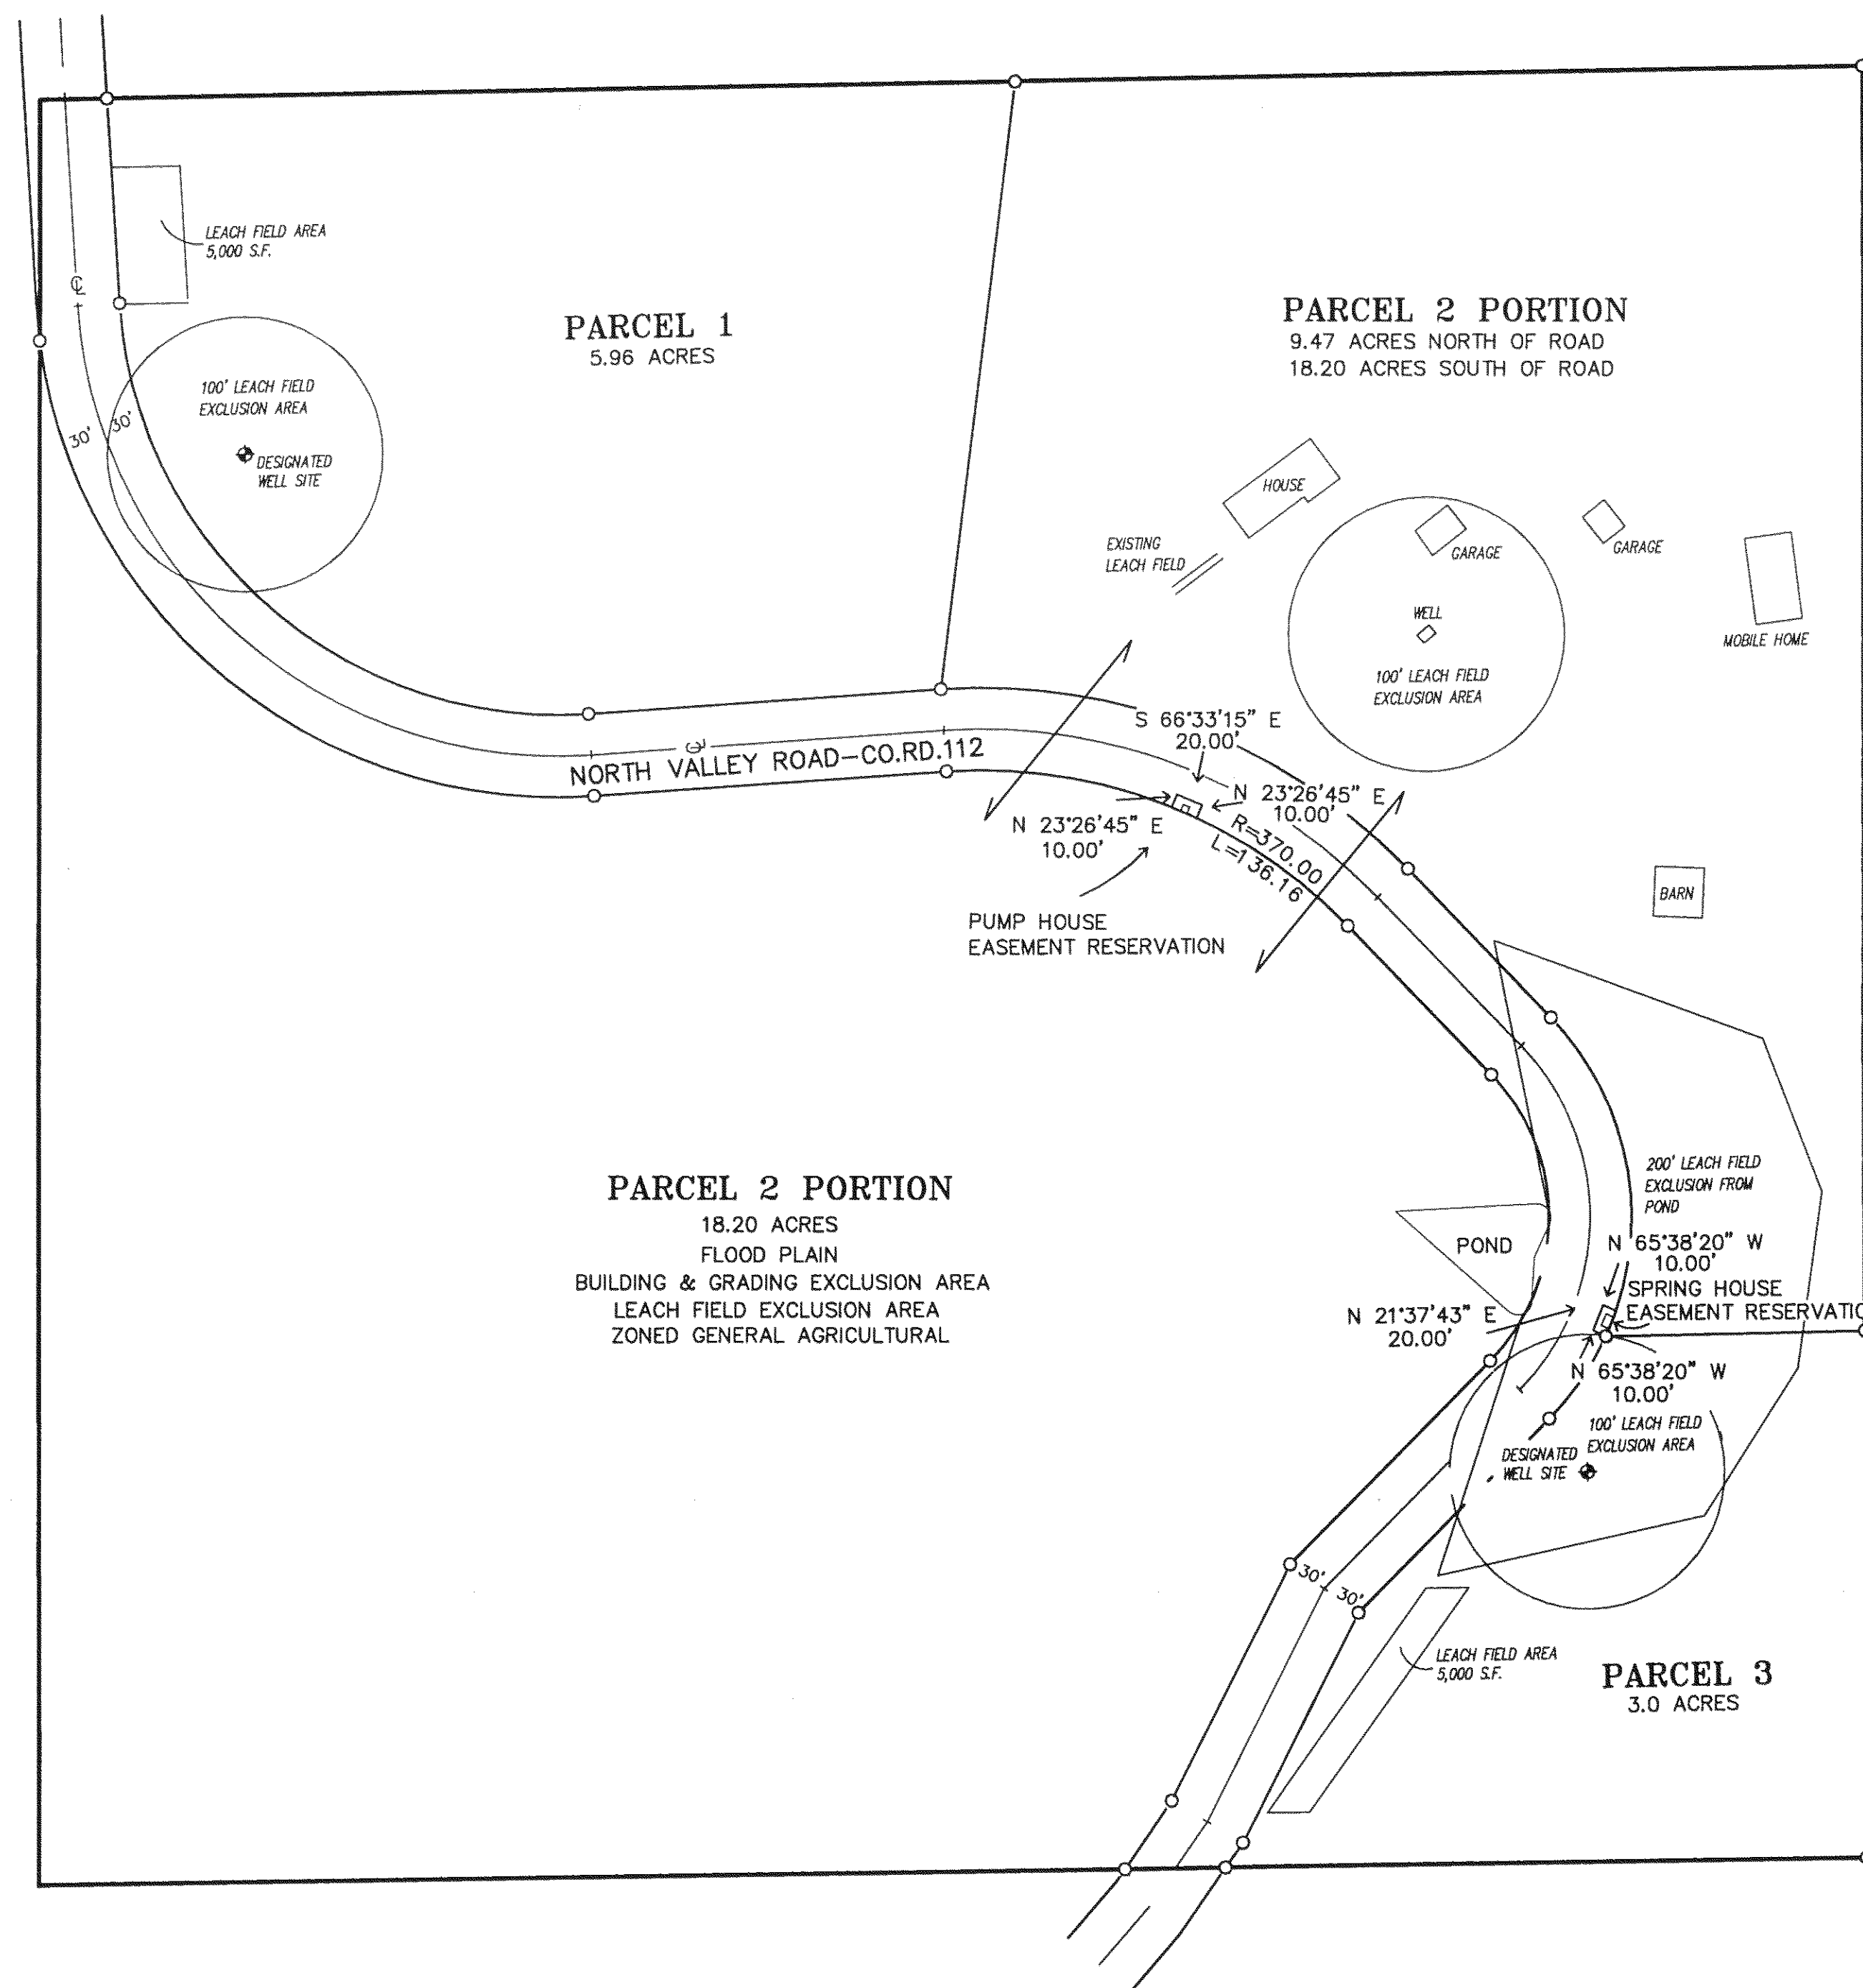 LEACH FIELD AREA
5,000 S.F.
PARCEL 1
5.96 ACRES
PARCEL 2 PORTION
9.47 ACRES NORTH OF ROAD
18.20 ACRES SOUTH OF ROAD
℄
100' LEACH FIELD
EXCLUSION AREA
30' 30'
DESIGNATED
WELL SITE
HOUSE
GARAGE
GARAGE
EXISTING
LEACH FIELD
WELL
MOBILE HOME
100' LEACH FIELD
EXCLUSION AREA
S 66°33'15" E
20.00'
℄
NORTH VALLEY ROAD-CO.RD.112
N 23°26'45" E
10.00'
N 23°26'45" E
10.00'
R=370.00
L=136.16
PUMP HOUSE
EASEMENT RESERVATION
BARN
200' LEACH FIELD
EXCLUSION FROM
POND
PARCEL 2 PORTION
18.20 ACRES
FLOOD PLAIN
BUILDING & GRADING EXCLUSION AREA
LEACH FIELD EXCLUSION AREA
ZONED GENERAL AGRICULTURAL
POND
N 65°38'20" W
10.00'
SPRING HOUSE
EASEMENT RESERVATIO
N 21°37'43" E
20.00'
N 65°38'20" W
10.00'
100' LEACH FIELD
EXCLUSION AREA
DESIGNATED
WELL SITE
30' 30'
LEACH FIELD AREA
5,000 S.F.
PARCEL 3
3.0 ACRES